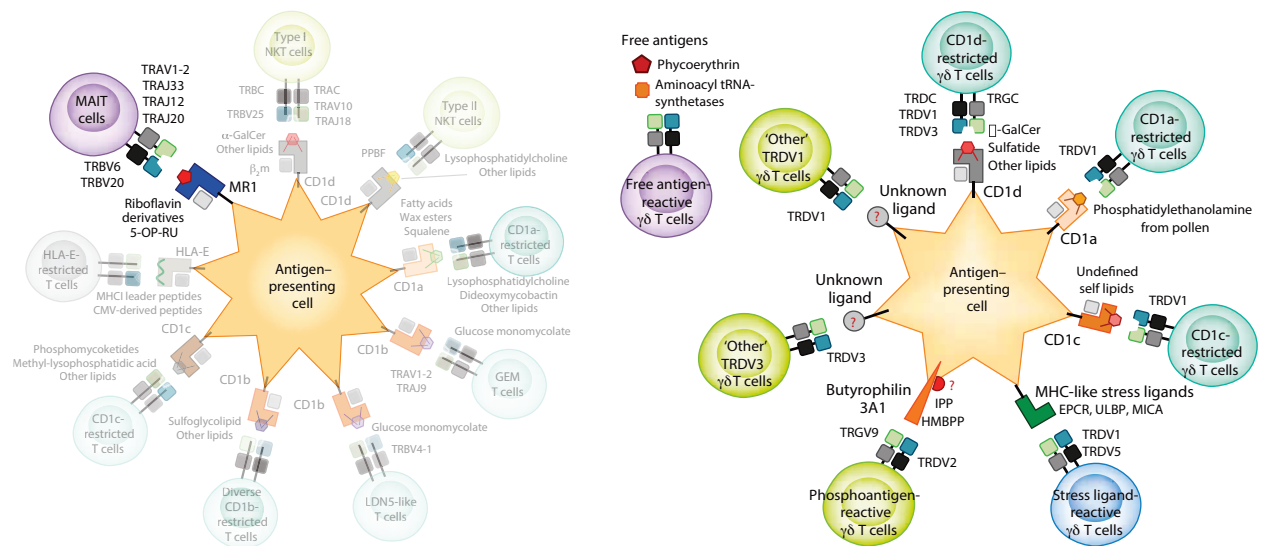 Type I
NKT cells
TRAV1-2
TRAJ33
TRAJ12
TRAJ20
MAIT
cells
TRBV6
TRBV20
TRBC
TRBV25
TRAC
TRAV10
TRAJ18
α-GalCer
Other lipids
β₂m
CD1d
Type II
NKT cells
PPBF
Lysophosphatidylcholine
Other lipids
CD1d
MR1
Riboflavin
derivatives
5-OP-RU
Fatty acids
Wax esters
Squalene
CD1a-
restricted
T cells
CD1a
Lysophosphatidylcholine
Dideoxymycobactin
Other lipids
HLA-E-
restricted
T cells
HLA-E
MHCI leader peptides
CMV-derived peptides
Antigen–
presenting
cell
CD1c
Phosphomycoketides
Methyl-lysophosphatidic acid
Other lipids
CD1c-
restricted
T cells
CD1b
Glucose monomycolate
TRAV1-2
TRAJ9
GEM
T cells
CD1b
Sulfoglycolipid
Other lipids
Diverse
CD1b-
restricted
T cells
CD1b
Glucose monomycolate
TRBV4-1
LDN5-like
T cells
Free antigens
Phycoerythrin
Aminoacyl tRNA-
synthetases
Free antigen-
reactive
γδ T cells
CD1d-
restricted
γδ T cells
TRDC
TRDV1
TRDV3
TRGC
▯-GalCer
Sulfatide
Other lipids
CD1d
'Other'
TRDV1
γδ T cells
TRDV1
Unknown
ligand
?
CD1a-
restricted
γδ T cells
TRDV1
CD1a
Phosphatidylethanolamine
from pollen
Antigen–
presenting
cell
Unknown
ligand
?
'Other'
TRDV3
γδ T cells
TRDV3
Undefined
self lipids
TRDV1
CD1c
CD1c-
restricted
γδ T cells
Butyrophilin
3A1
?
IPP
HMBPP
TRGV9
TRDV2
Phosphoantigen-
reactive
γδ T cells
MHC-like stress ligands
EPCR, ULBP, MICA
TRDV1
TRDV5
Stress ligand-
reactive
γδ T cells